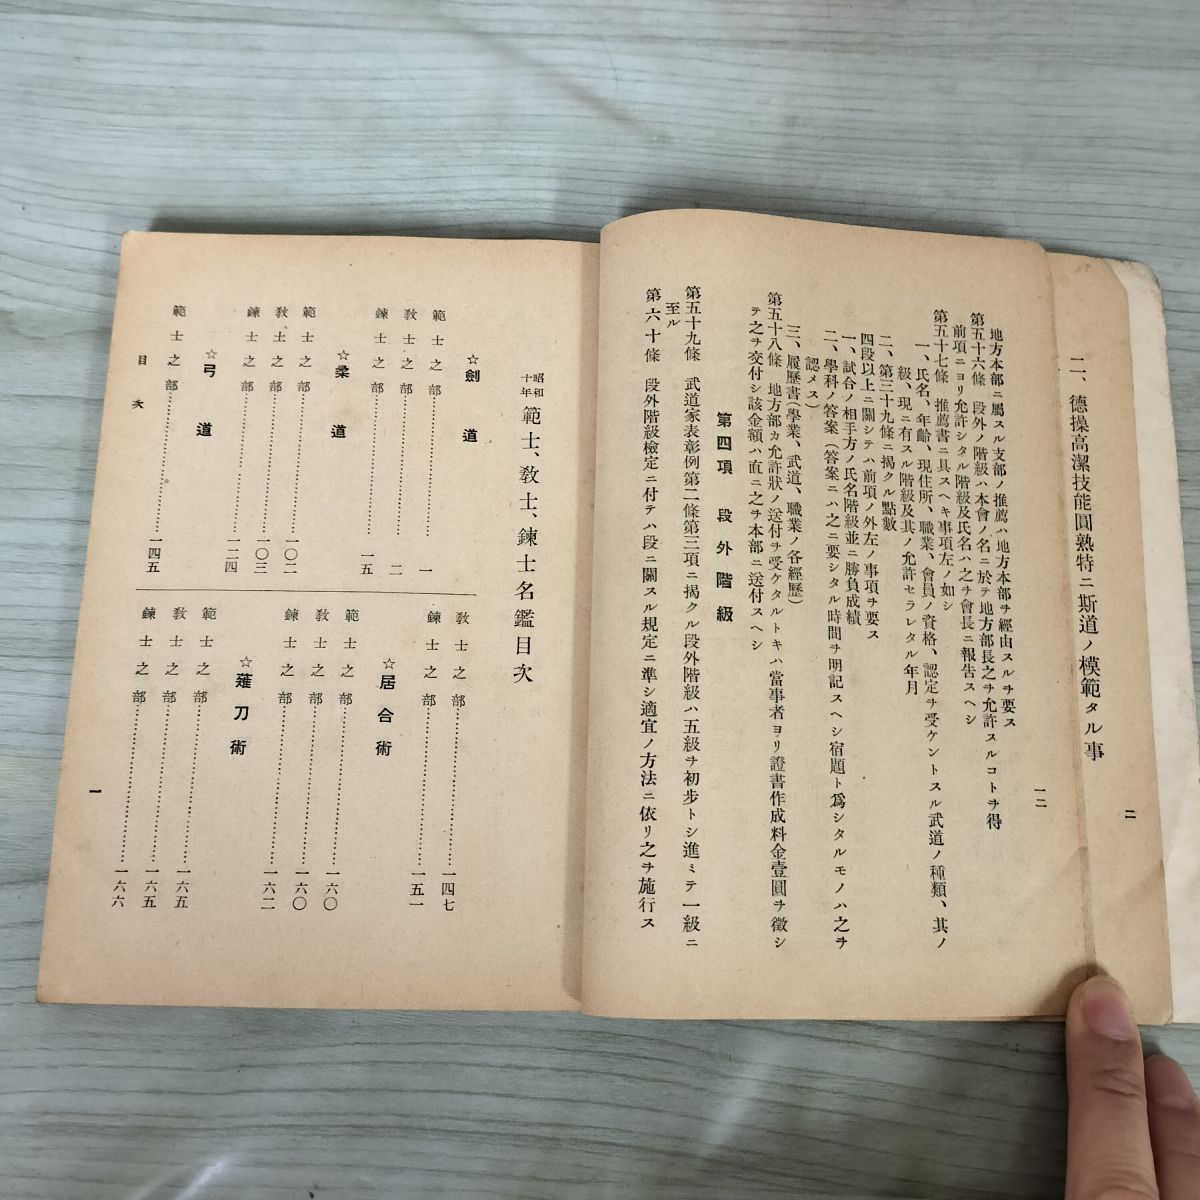 二、德操高潔技能圓熟特ニ斯道ノ模範タル事
二
地方本部ニ屬スル支部ノ推薦ハ地方本部ヲ經由スルヲ要ス
第五十六條 段外ノ階級ハ本會ノ名ニ於テ地方部長之ヲ允許スルコトヲ得
前項ニヨリ允許シタル階級及氏名ハ之ヲ會長ニ報告スヘシ
第五十七條 推薦書ニ具スヘキ事項左ノ如シ
一、氏名、年齡、現住所、職業、會員ノ資格、認定ヲ受ケントスル武道ノ種類、其ノ
級、現ニ有スル階級及其ノ允許セラレタル年月
二、第三十九條ニ揭クル點數
四段以上ニ關シテハ前項ノ外左ノ事項ヲ要ス
一、試合ノ相手方ノ氏名階級並ニ勝負成績
二、學科ノ答案(答案ニハ之ニ要シタル時間ヲ明記スヘシ宿題ト爲シタルモノハ之ヲ
認メス)
三、履歷書(學業、武道、職業ノ各經歷)
第五十八條 地方部カ允許狀ノ送付ヲ受ケタルトキハ當事者ヨリ證書作成料金壹圓ヲ徵シ
テ之ヲ交付シ該金額ハ直ニ之ヲ本部ニ送付スヘシ
第四項 段外階級
第五十九條 武道家表彰例第二條第三項ニ揭クル段外階級ハ五級ヲ初步トシ進ミテ一級ニ
至ル
第六十條 段外階級檢定ニ付テハ段ニ關スル規定ニ準シ適宜ノ方法ニ依リ之ヲ施行ス
一二
昭和十年 範士、敎士、鍊士名鑑目次
☆劍道
範士之部……一
敎士之部……二
鍊士之部……一五
☆柔道
範士之部……一〇二
敎士之部……一〇三
鍊士之部……一二四
☆弓道
範士之部……一四五
敎士之部……一四七
鍊士之部……一五一
☆居合術
範士之部……一六〇
敎士之部……一六〇
鍊士之部……一六二
☆薙刀術
範士之部……一六五
敎士之部……一六五
鍊士之部……一六六
目次
一